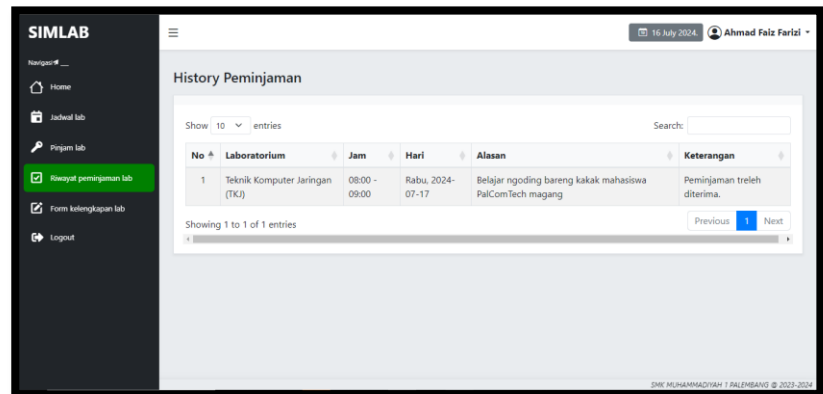 SIMLAB
16 July 2024.
Ahmad Faiz Farizi
Navigasi
Home
Jadwal lab
Pinjam lab
Riwayat peminjaman lab
Form kelengkapan lab
Logout
History Peminjaman
Show 10 entries
Search:
No Laboratorium Jam Hari Alasan Keterangan
1 Teknik Komputer Jaringan 08:00 - Rabu, 2024- Belajar ngoding bareng kakak mahasiswa Peminjaman treleh
(TKJ) 09:00 07-17 PalComTech magang diterima.
Showing 1 to 1 of 1 entries
Previous 1 Next
SMK MUHAMMADIYAH 1 PALEMBANG @ 2023-2024